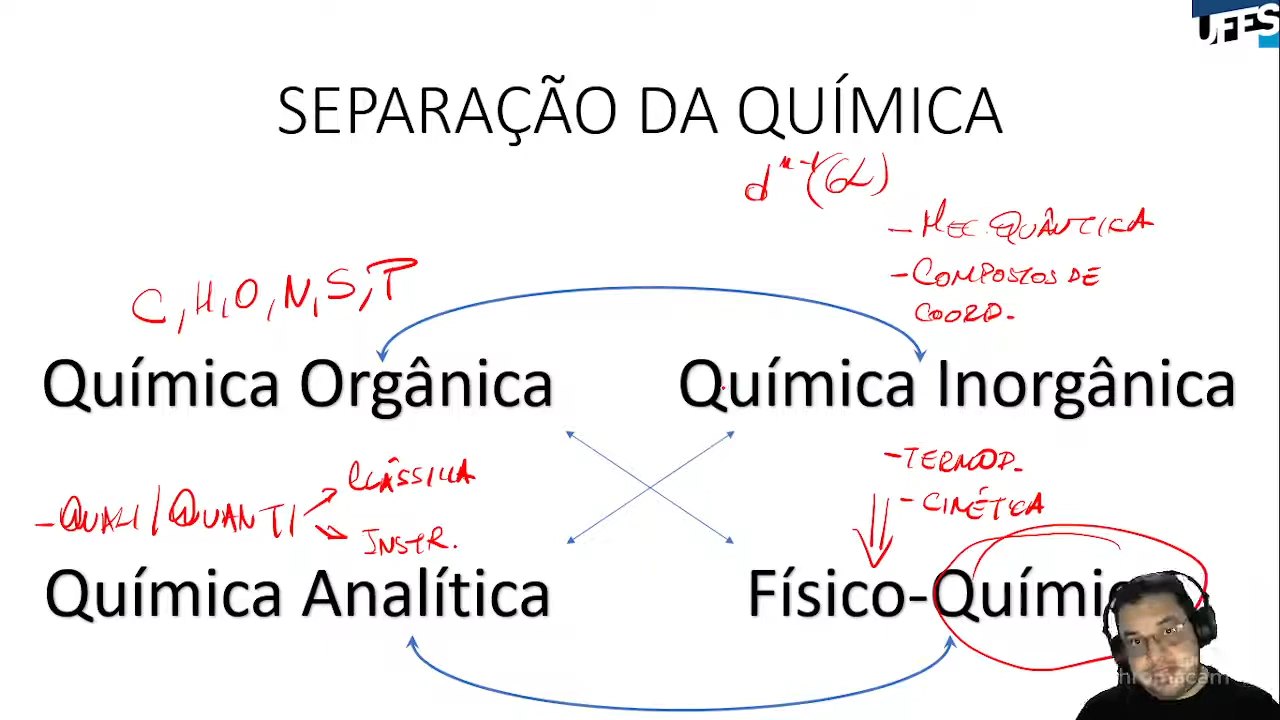 UFES
SEPARAÇÃO DA QUÍMICA
- MEC. QUÂNTICA
- COMPOSTOS DE
COORD.
C, H, O, N, S, P
Química Orgânica
Química Inorgânica
CLÁSSICA
- QUALI/QUANTI
INSTR.
- TERMOD.
- CINÉTICA
Química Analítica
Físico-Quími